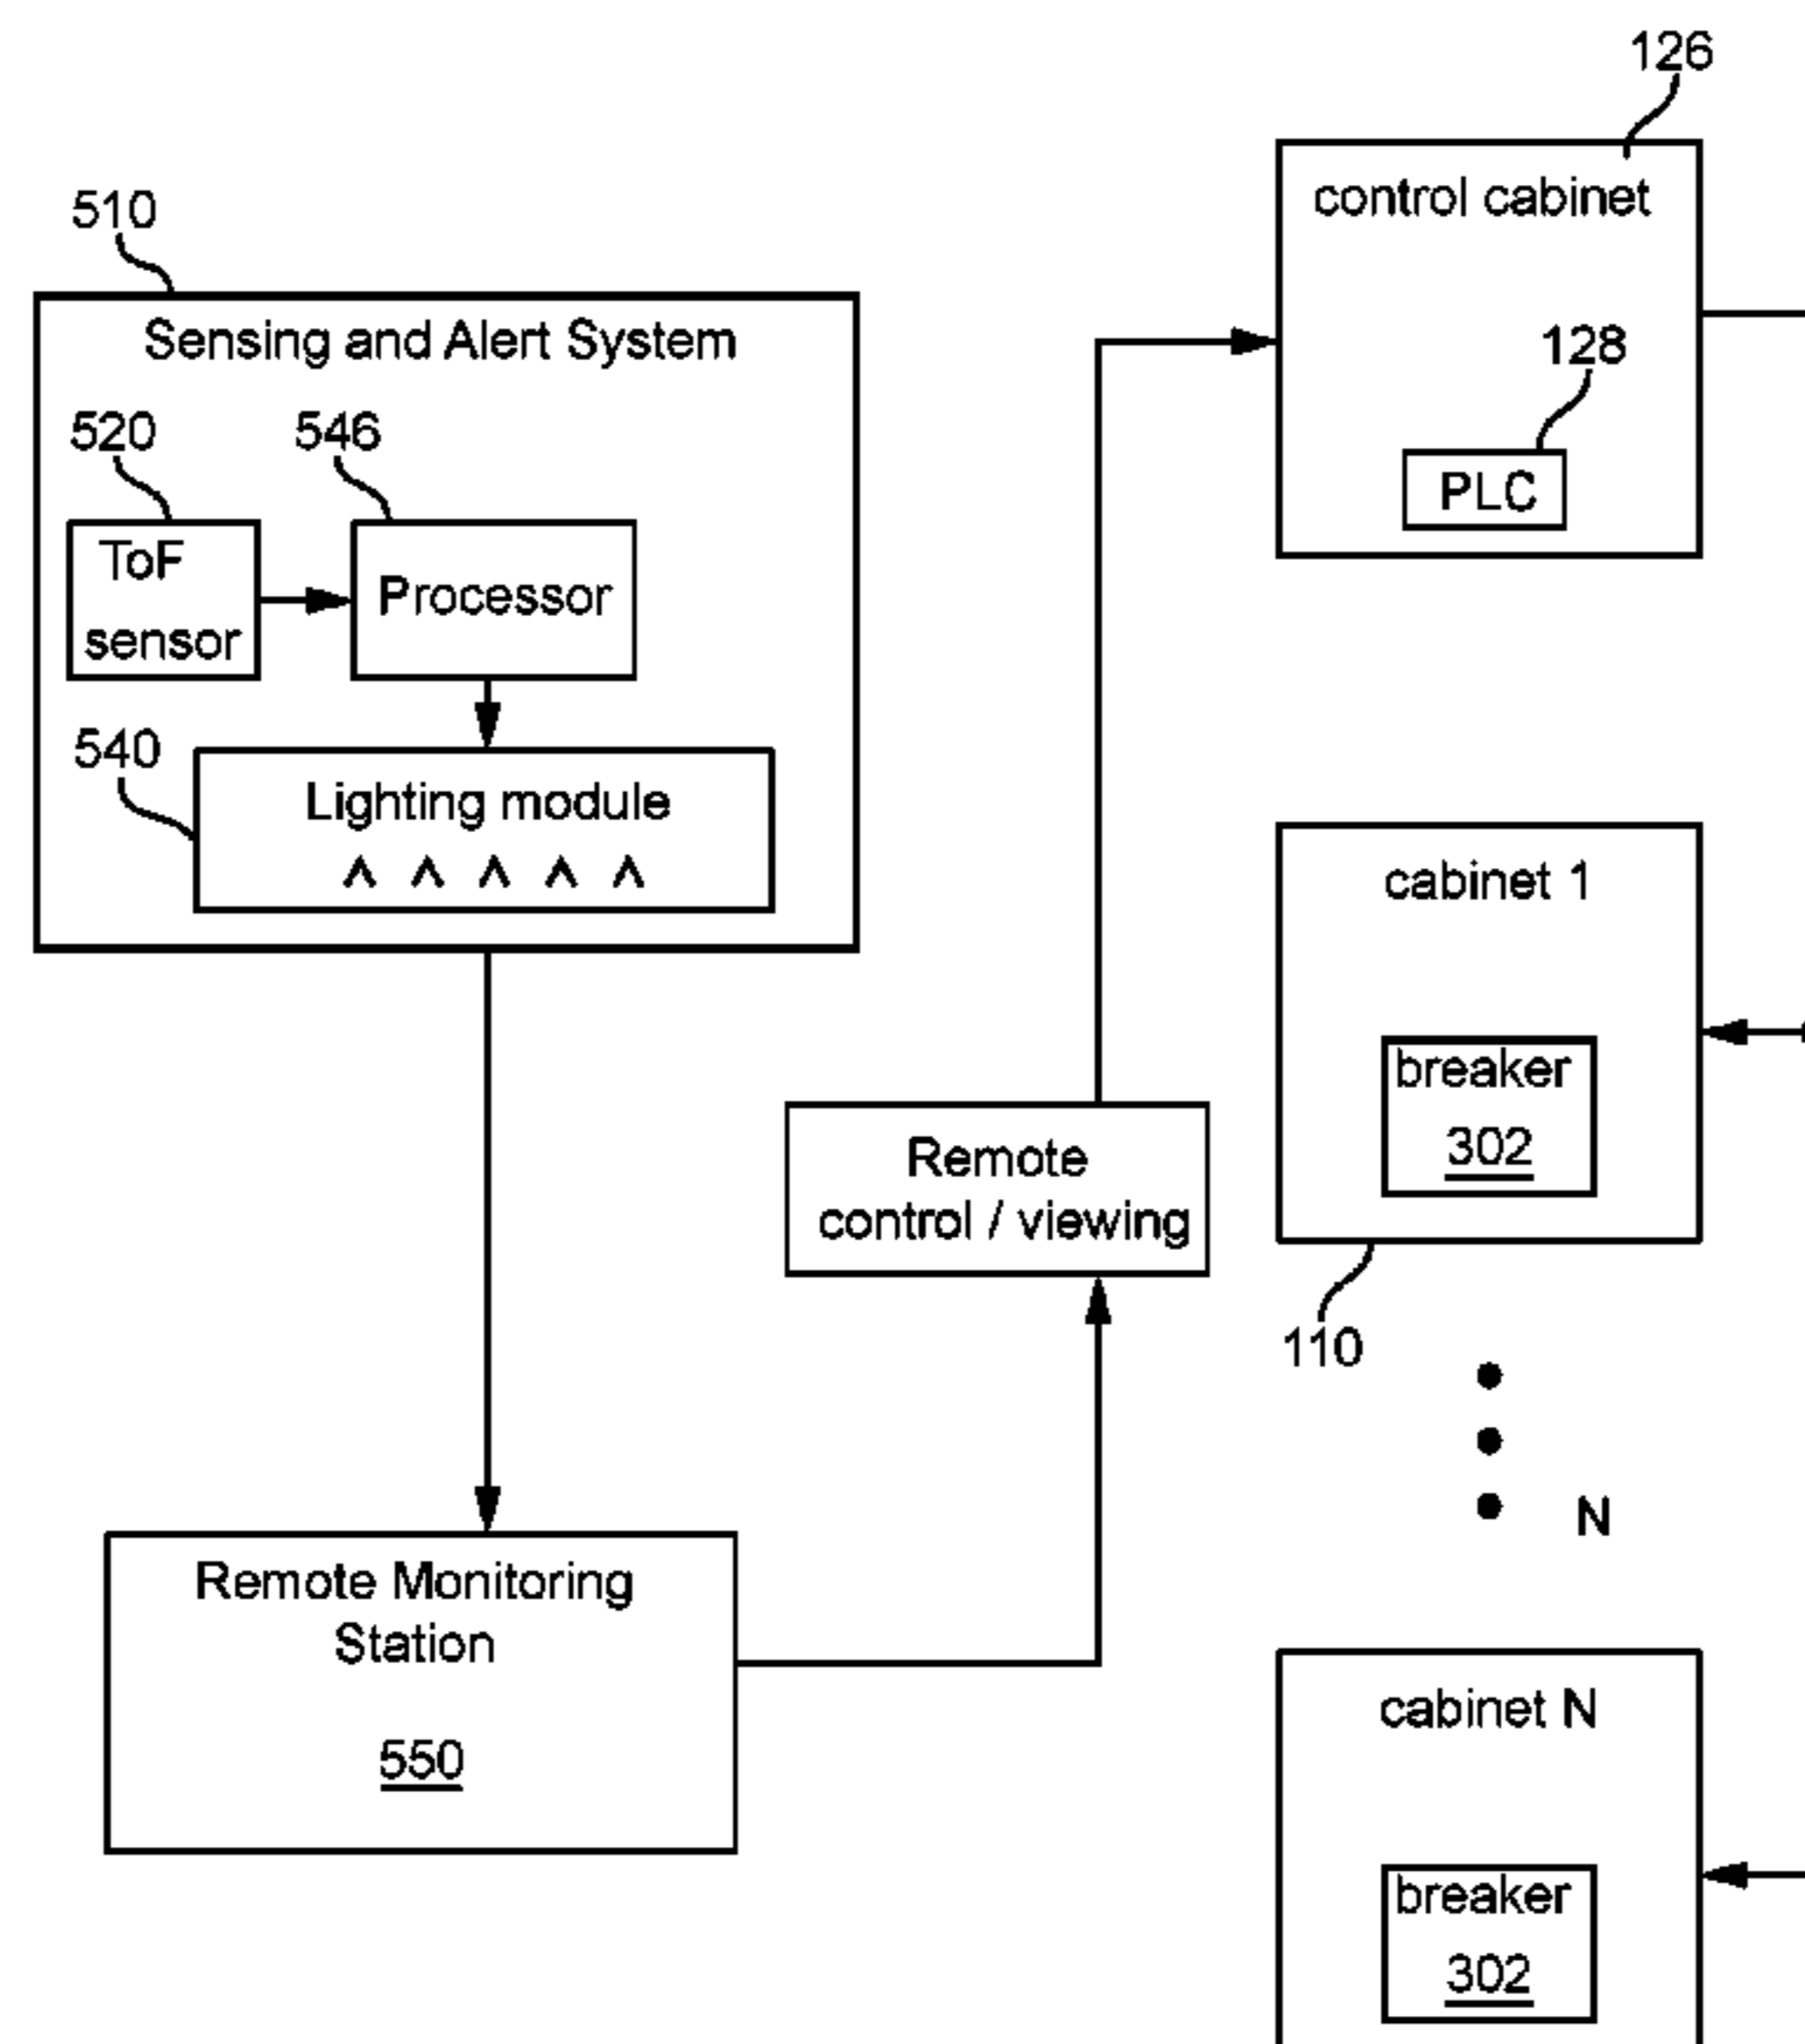 126
control cabinet
128
PLC
510
Sensing and Alert System
520
546
ToF
sensor
Processor
540
Lighting module
cabinet 1
breaker
302
110
Remote
control / viewing
N
Remote Monitoring
Station
550
cabinet N
breaker
302